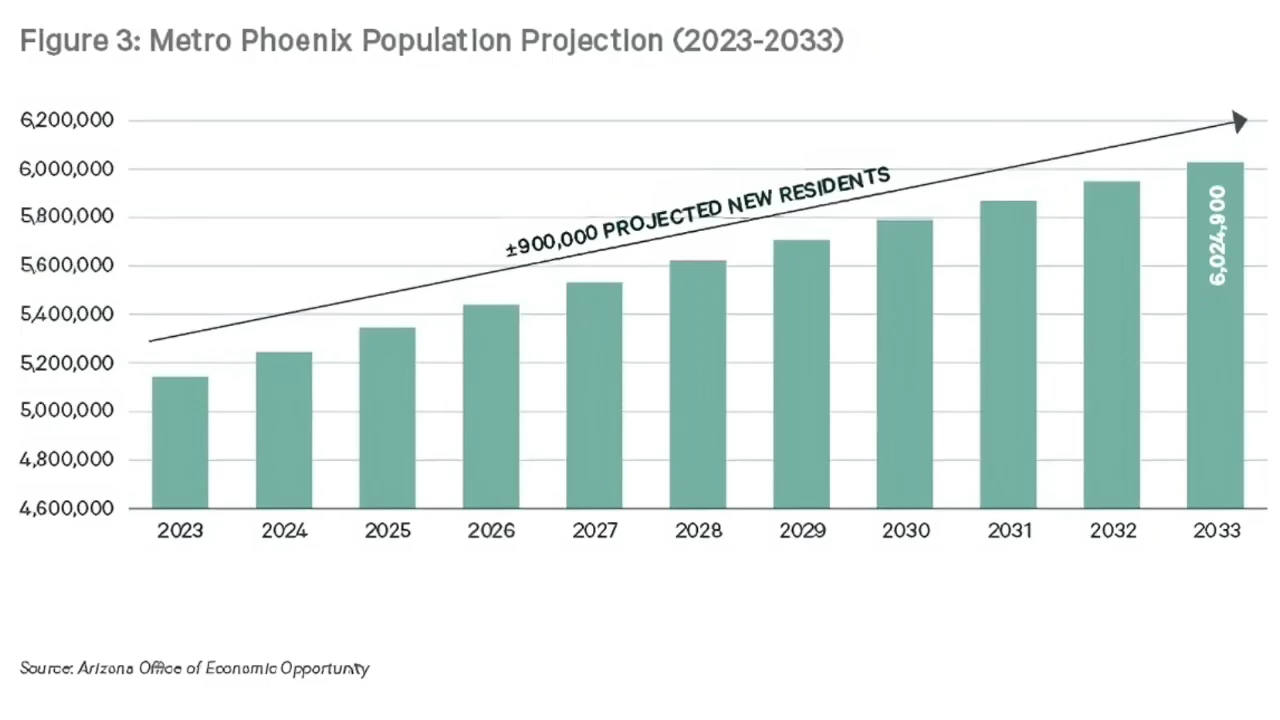 Figure 3: Metro Phoenix Population Projection (2023-2033)
6,200,000
6,000,000
5,800,000
5,600,000
5,400,000
5,200,000
5,000,000
4,800,000
4,600,000
±900,000 PROJECTED NEW RESIDENTS
6,024,900
2023 2024 2025 2026 2027 2028 2029 2030 2031 2032 2033
Source: Arizona Office of Economic Opportunity